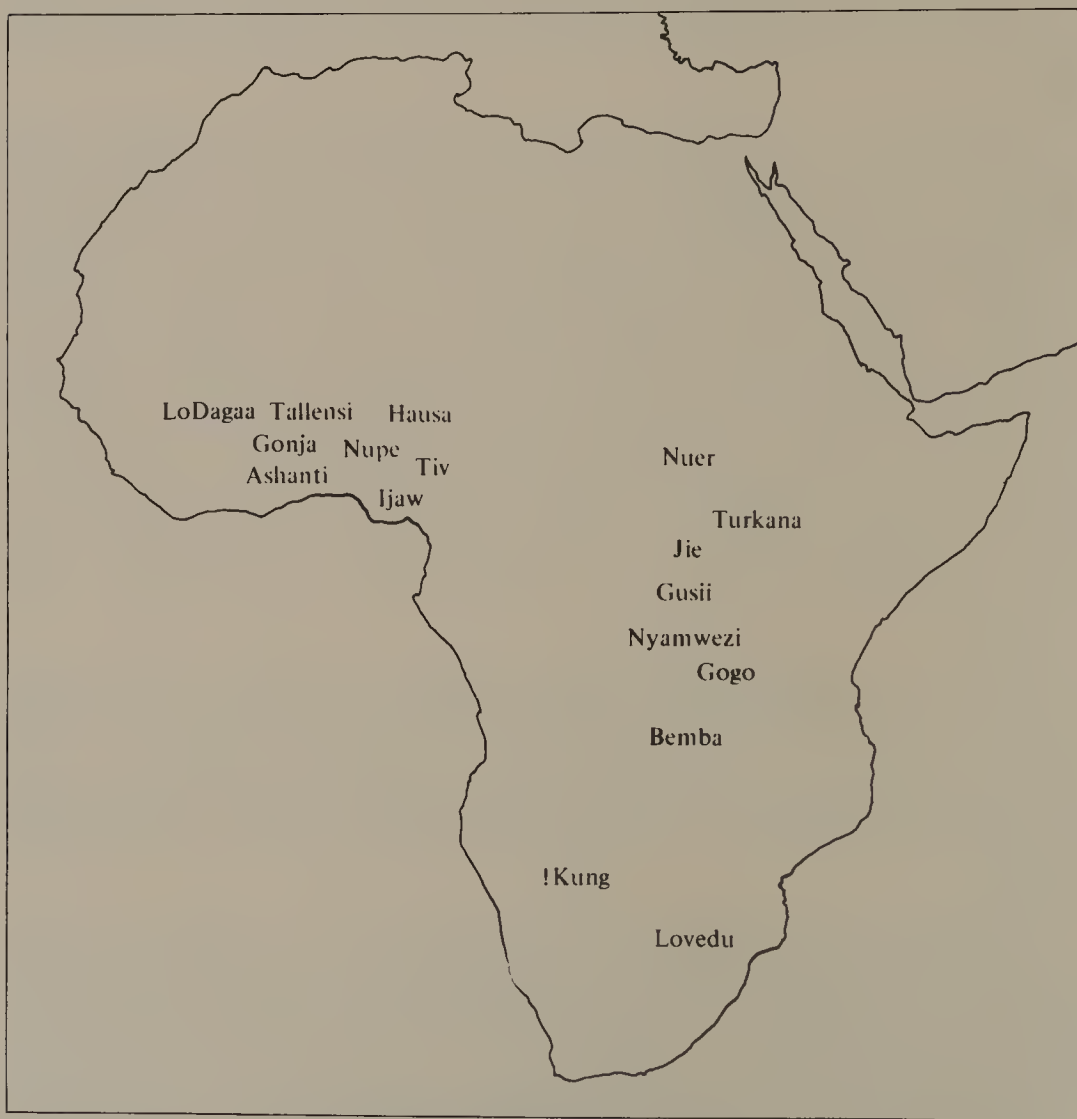 LoDagaa Tallensi Hausa
Gonja Nupe
Ashanti Tiv
Ijaw
Nuer
Turkana
Jie
Gusii
Nyamwezi
Gogo
Bemba
!Kung
Lovedu